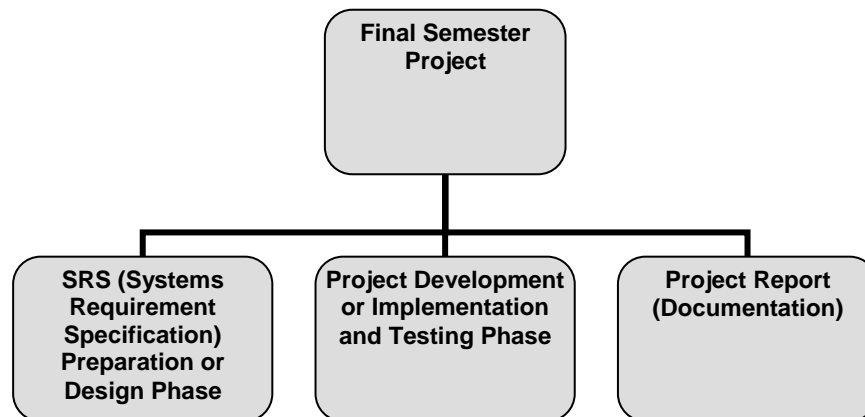 Final Semester
Project
SRS (Systems
Requirement
Specification)
Preparation or
Design Phase
Project Development
or Implementation
and Testing Phase
Project Report
(Documentation)